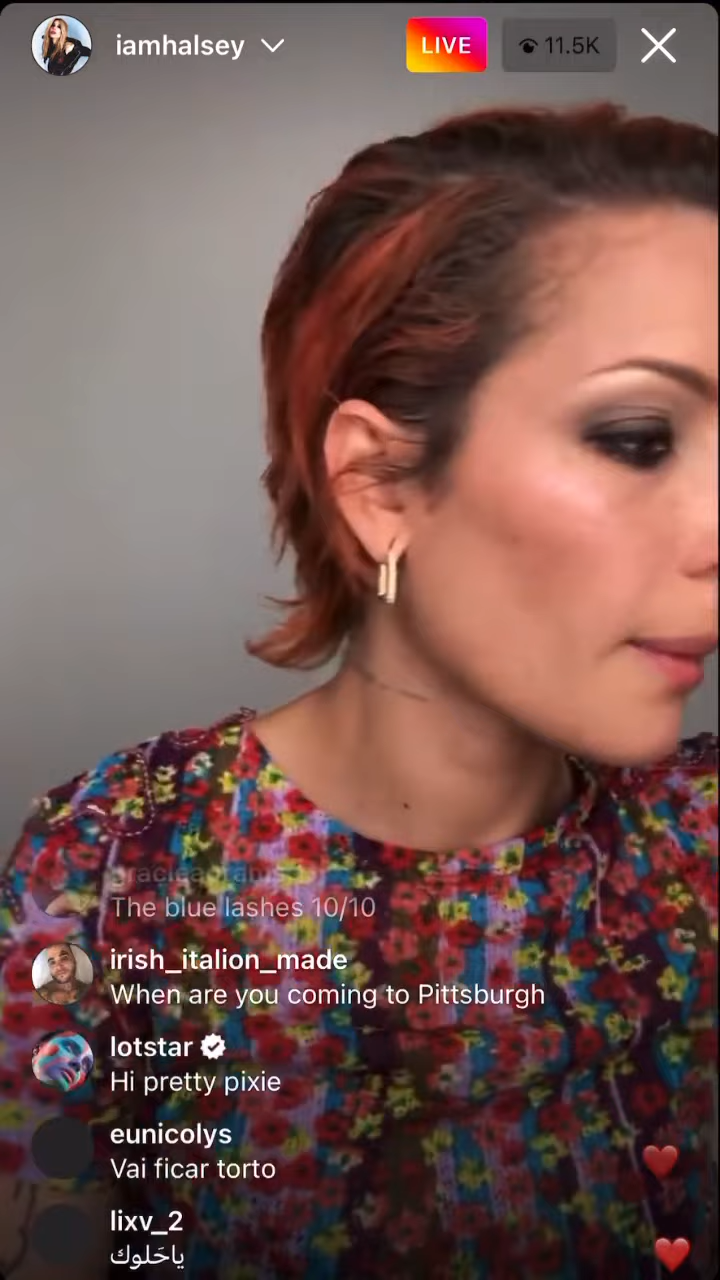 iamhalsey
LIVE
11.5K
The blue lashes 10/10
irish_italion_made
When are you coming to Pittsburgh
lotstar
Hi pretty pixie
eunicolys
Vai ficar torto
lixv_2
ياحَلوك